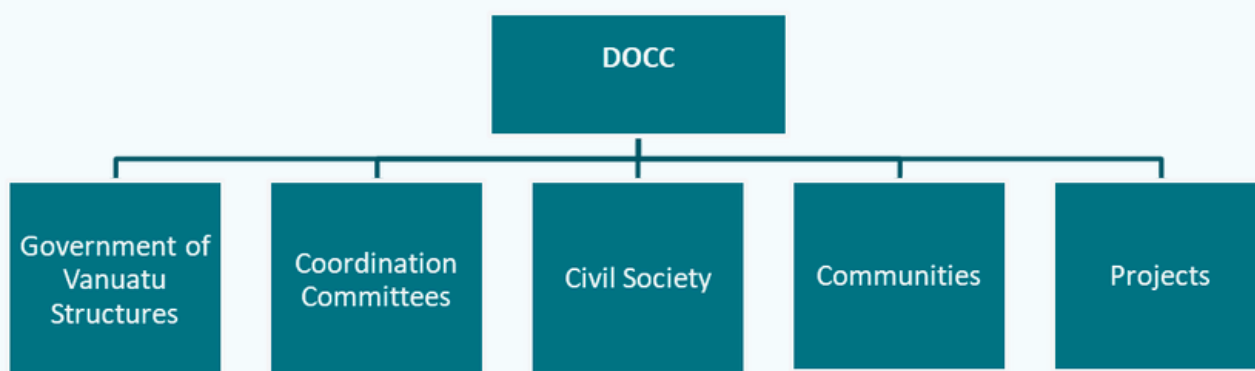 DOCC
Government of
Vanuatu
Structures
Coordination
Committees
Civil Society
Communities
Projects